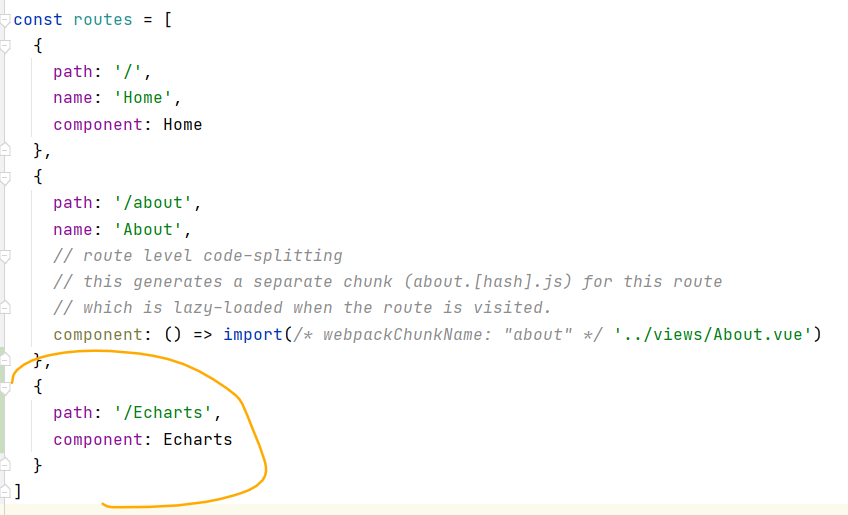 const routes = [
{
path: '/',
name: 'Home',
component: Home
},
{
path: '/about',
name: 'About',
// route level code-splitting
// this generates a separate chunk (about.[hash].js) for this route
// which is lazy-loaded when the route is visited.
component: () => import(/* webpackChunkName: "about" */ '../views/About.vue')
},
{
path: '/Echarts',
component: Echarts
}
]